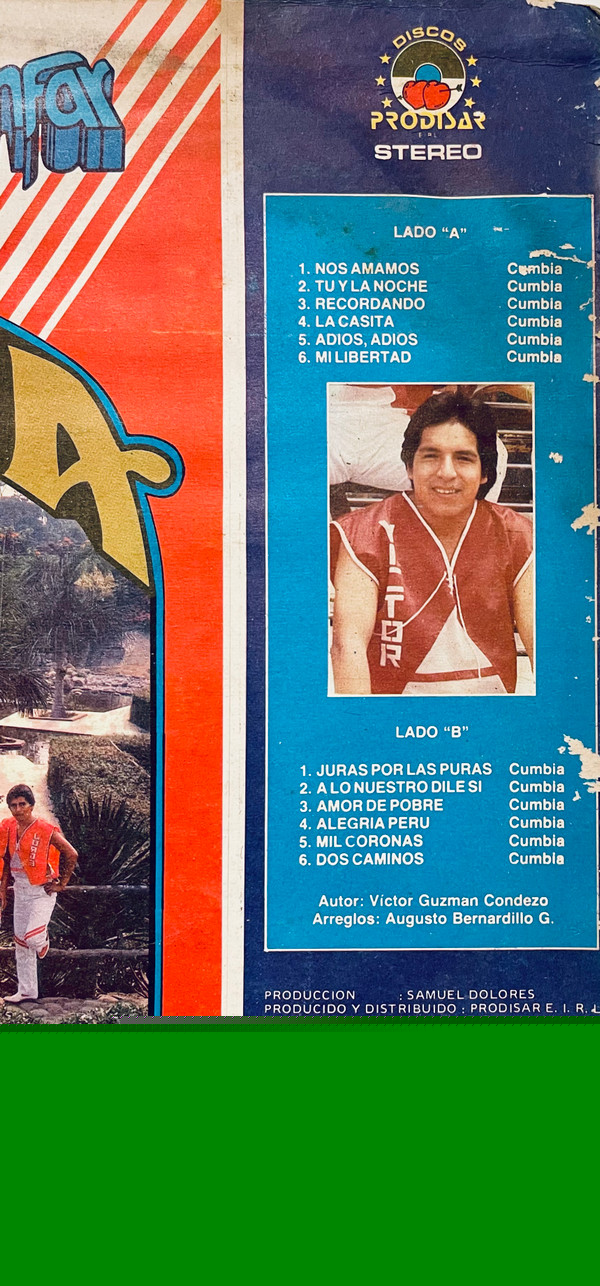 DISCOS
PRODISAR
STEREO
LADO "A"
1. NOS AMAMOS Cumbia
2. TU Y LA NOCHE Cumbia
3. RECORDANDO Cumbia
4. LA CASITA Cumbia
5. ADIOS, ADIOS Cumbia
6. MI LIBERTAD Cumbia
LADO "B"
1. JURAS POR LAS PURAS Cumbia
2. A LO NUESTRO DILE SI Cumbia
3. AMOR DE POBRE Cumbia
4. ALEGRIA PERU Cumbia
5. MIL CORONAS Cumbia
6. DOS CAMINOS Cumbia
Autor: Víctor Guzman Condezo
Arreglos: Augusto Bernardillo G.
PRODUCCION : SAMUEL DOLORES
PRODUCIDO Y DISTRIBUIDO : PRODISAR E. I. R. L